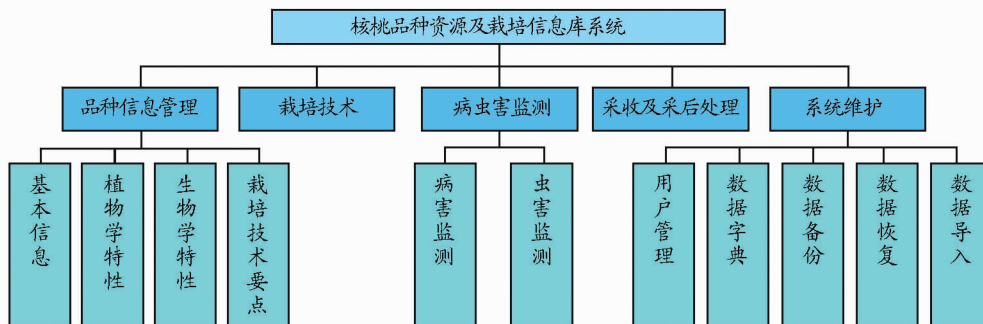 核桃品种资源及栽培信息库系统
品种信息管理
栽培技术
病虫害监测
采收及采后处理
系统维护
基本信息
植物学特性
生物学特性
栽培技术要点
病害监测
虫害监测
用户管理
数据字典
数据备份
数据恢复
数据导入